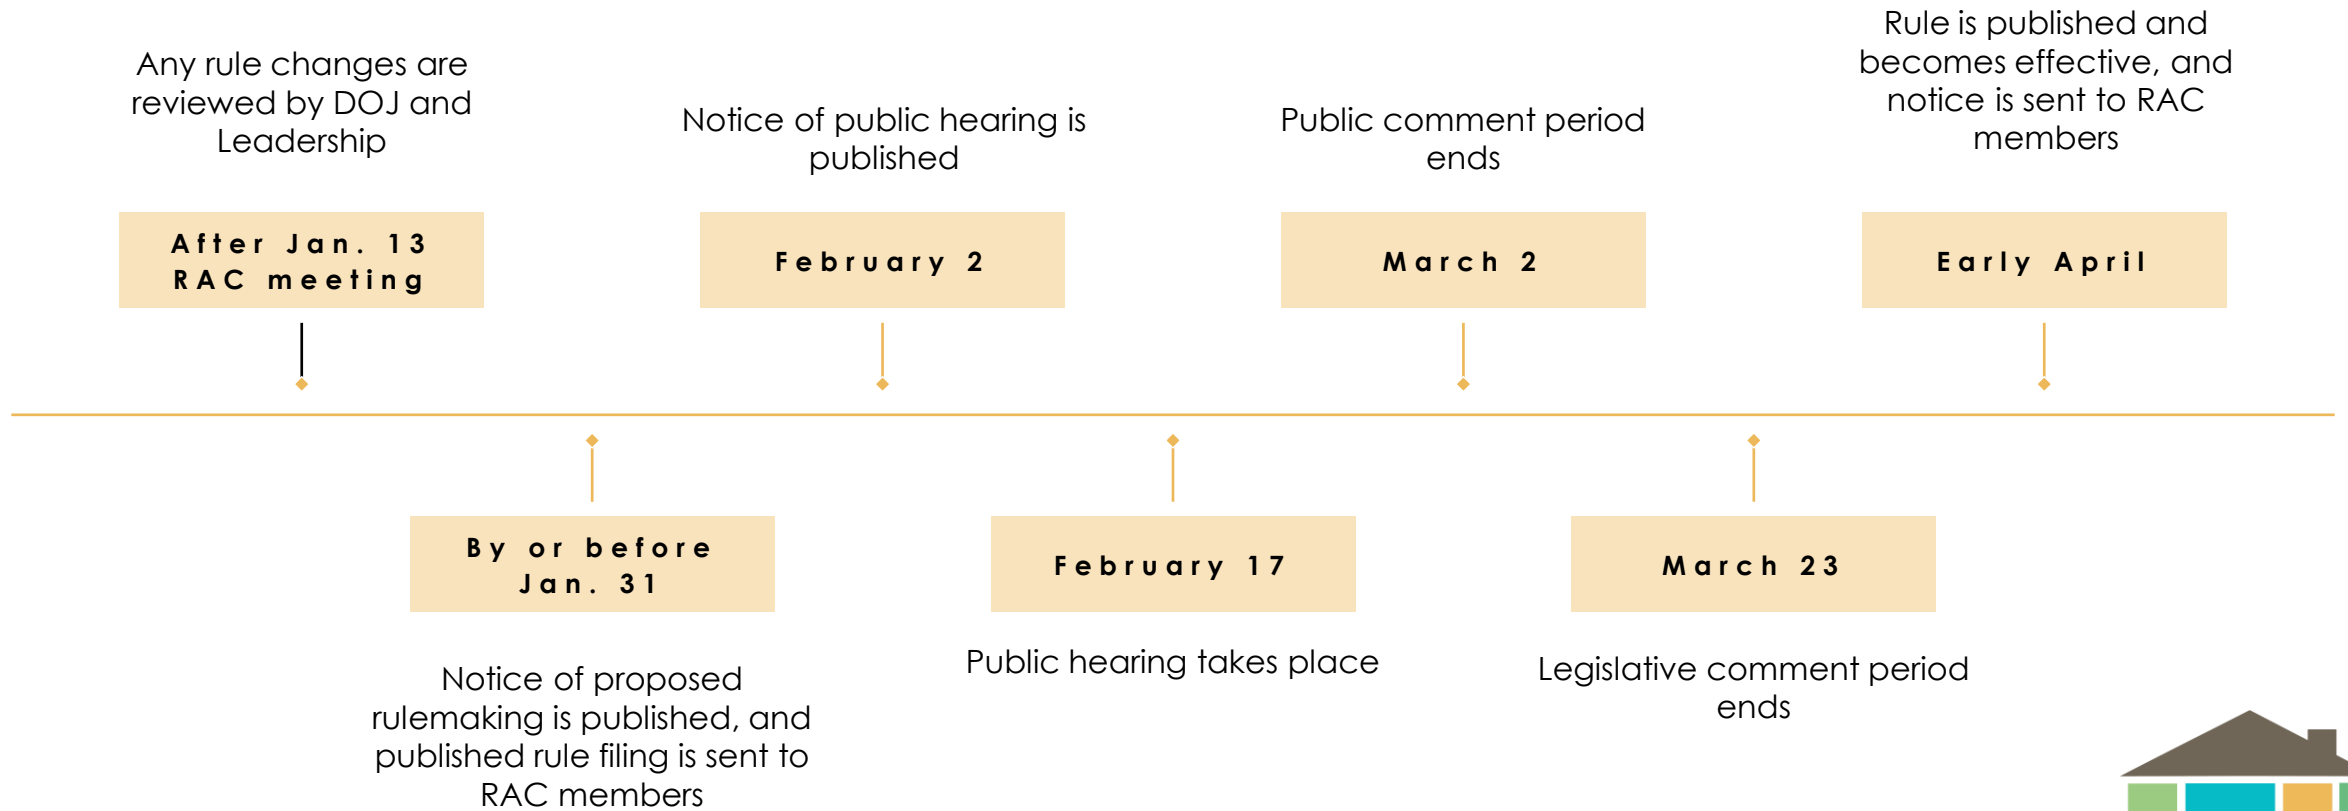 Any rule changes are
reviewed by DOJ and
Leadership
After Jan. 13
RAC meeting
By or before
Jan. 31
Notice of proposed
rulemaking is published, and
published rule filing is sent to
RAC members
Notice of public hearing is
published
February 2
February 17
Public hearing takes place
Public comment period
ends
March 2
March 23
Legislative comment period
ends
Rule is published and
becomes effective, and
notice is sent to RAC
members
Early April